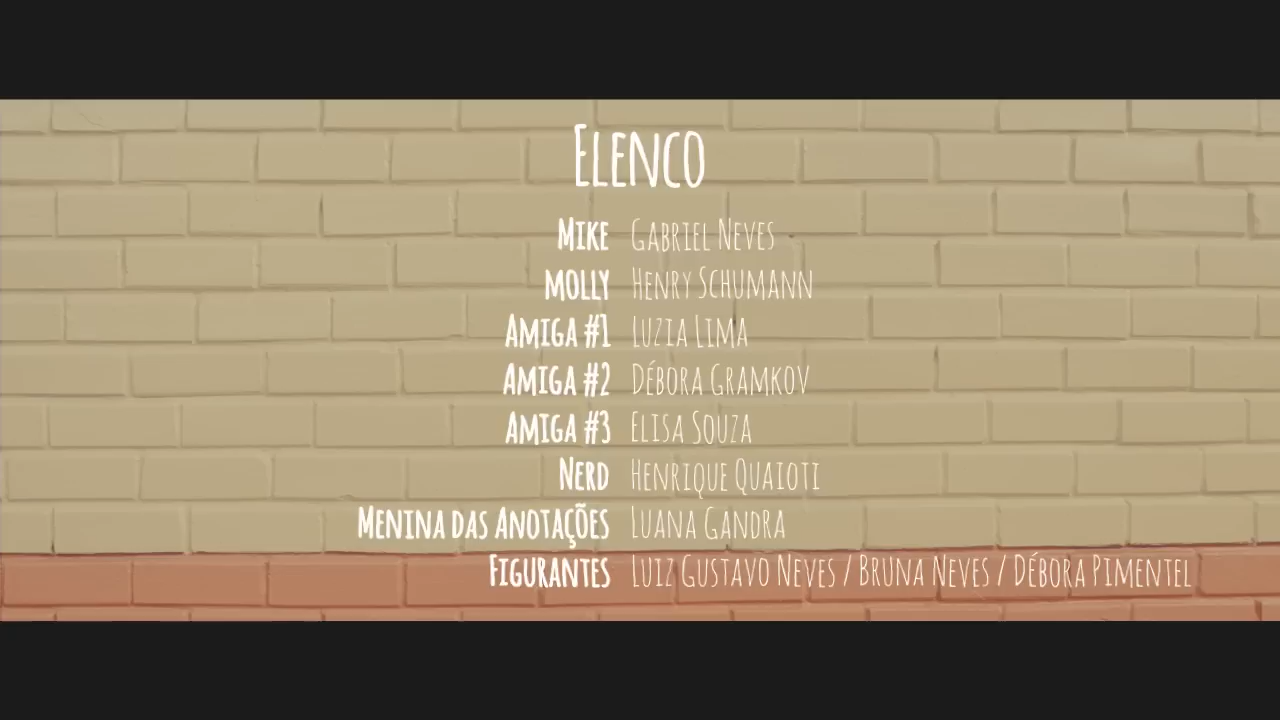 Elenco
Mike Gabriel Neves
Molly Henry Schumann
Amiga #1 Luzia Lima
Amiga #2 Débora Gramkov
Amiga #3 Elisa Souza
Nerd Henrique Quaioti
Menina das Anotações Luana Gandra
Figurantes Luiz Gustavo Neves / Bruna Neves / Débora Pimentel